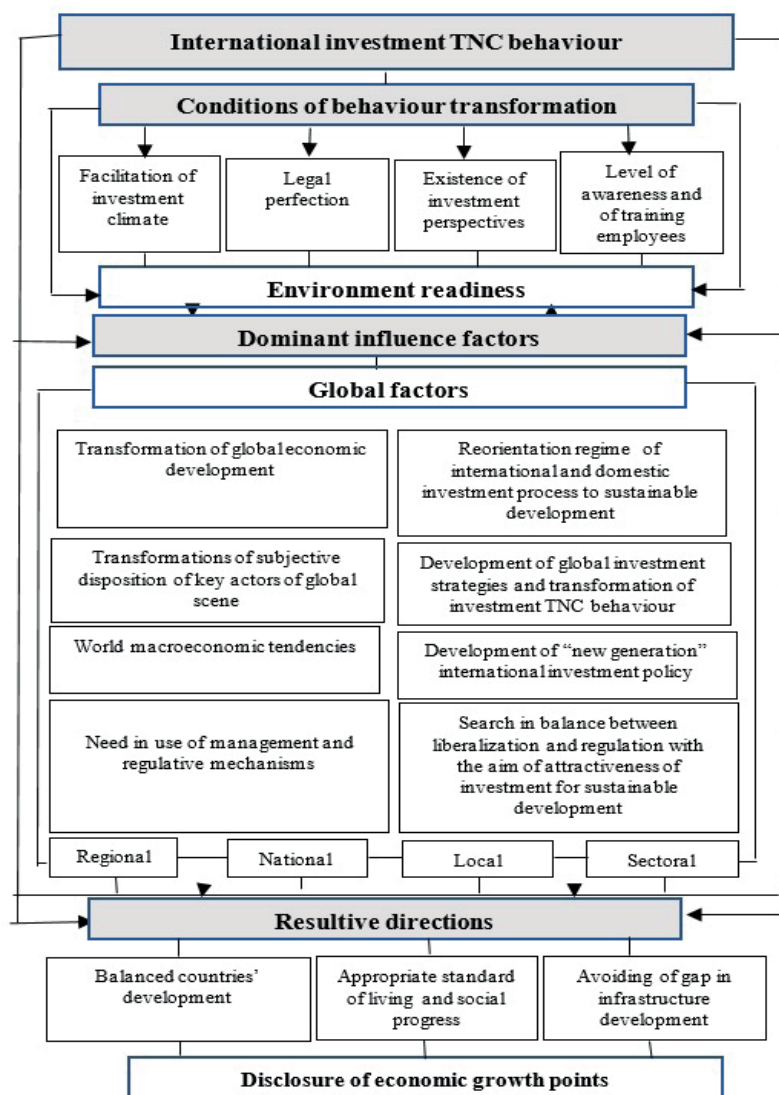 International investment TNC behaviour
Conditions of behaviour transformation
Facilitation of
investment
climate
Legal
perfection
Existence of
investment
perspectives
Level of
awareness and
of training
employees
Environment readiness
Dominant influence factors
Global factors
Transformation of global economic
development
Reorientation regime of
international and domestic
investment process to sustainable
development
Transformations of subjective
disposition of key actors of global
scene
Development of global investment
strategies and transformation of
investment TNC behaviour
World macroeconomic tendencies
Development of “new generation”
international investment policy
Need in use of management and
regulative mechanisms
Search in balance between
liberalization and regulation with
the aim of attractiveness of
investment for sustainable
development
Regional
National
Local
Sectoral
Resultive directions
Balanced countries’
development
Appropriate standard
of living and social
progress
Avoiding of gap in
infrastructure
development
Disclosure of economic growth points